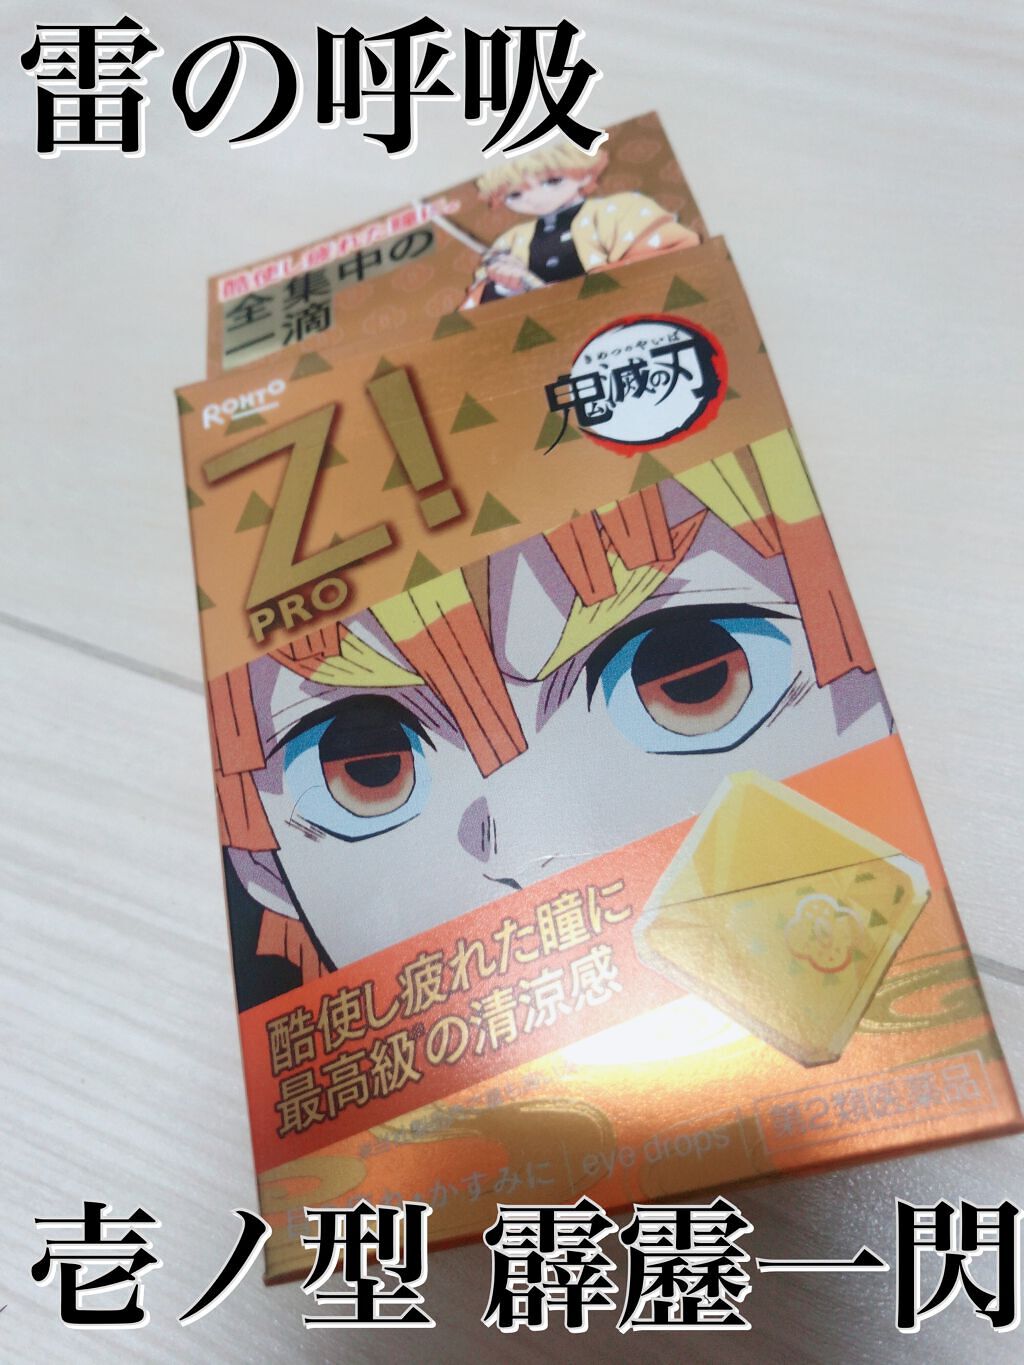 雷の呼吸
酷使し疲れた瞳に。
全集中の
一滴
ROHTO
Z!
PRO
きめつのやいば
鬼滅の刃
酷使し疲れた瞳に
最高級※の清涼感
かすみに
eye drops
第2類医薬品
壱ノ型 霹靂一閃